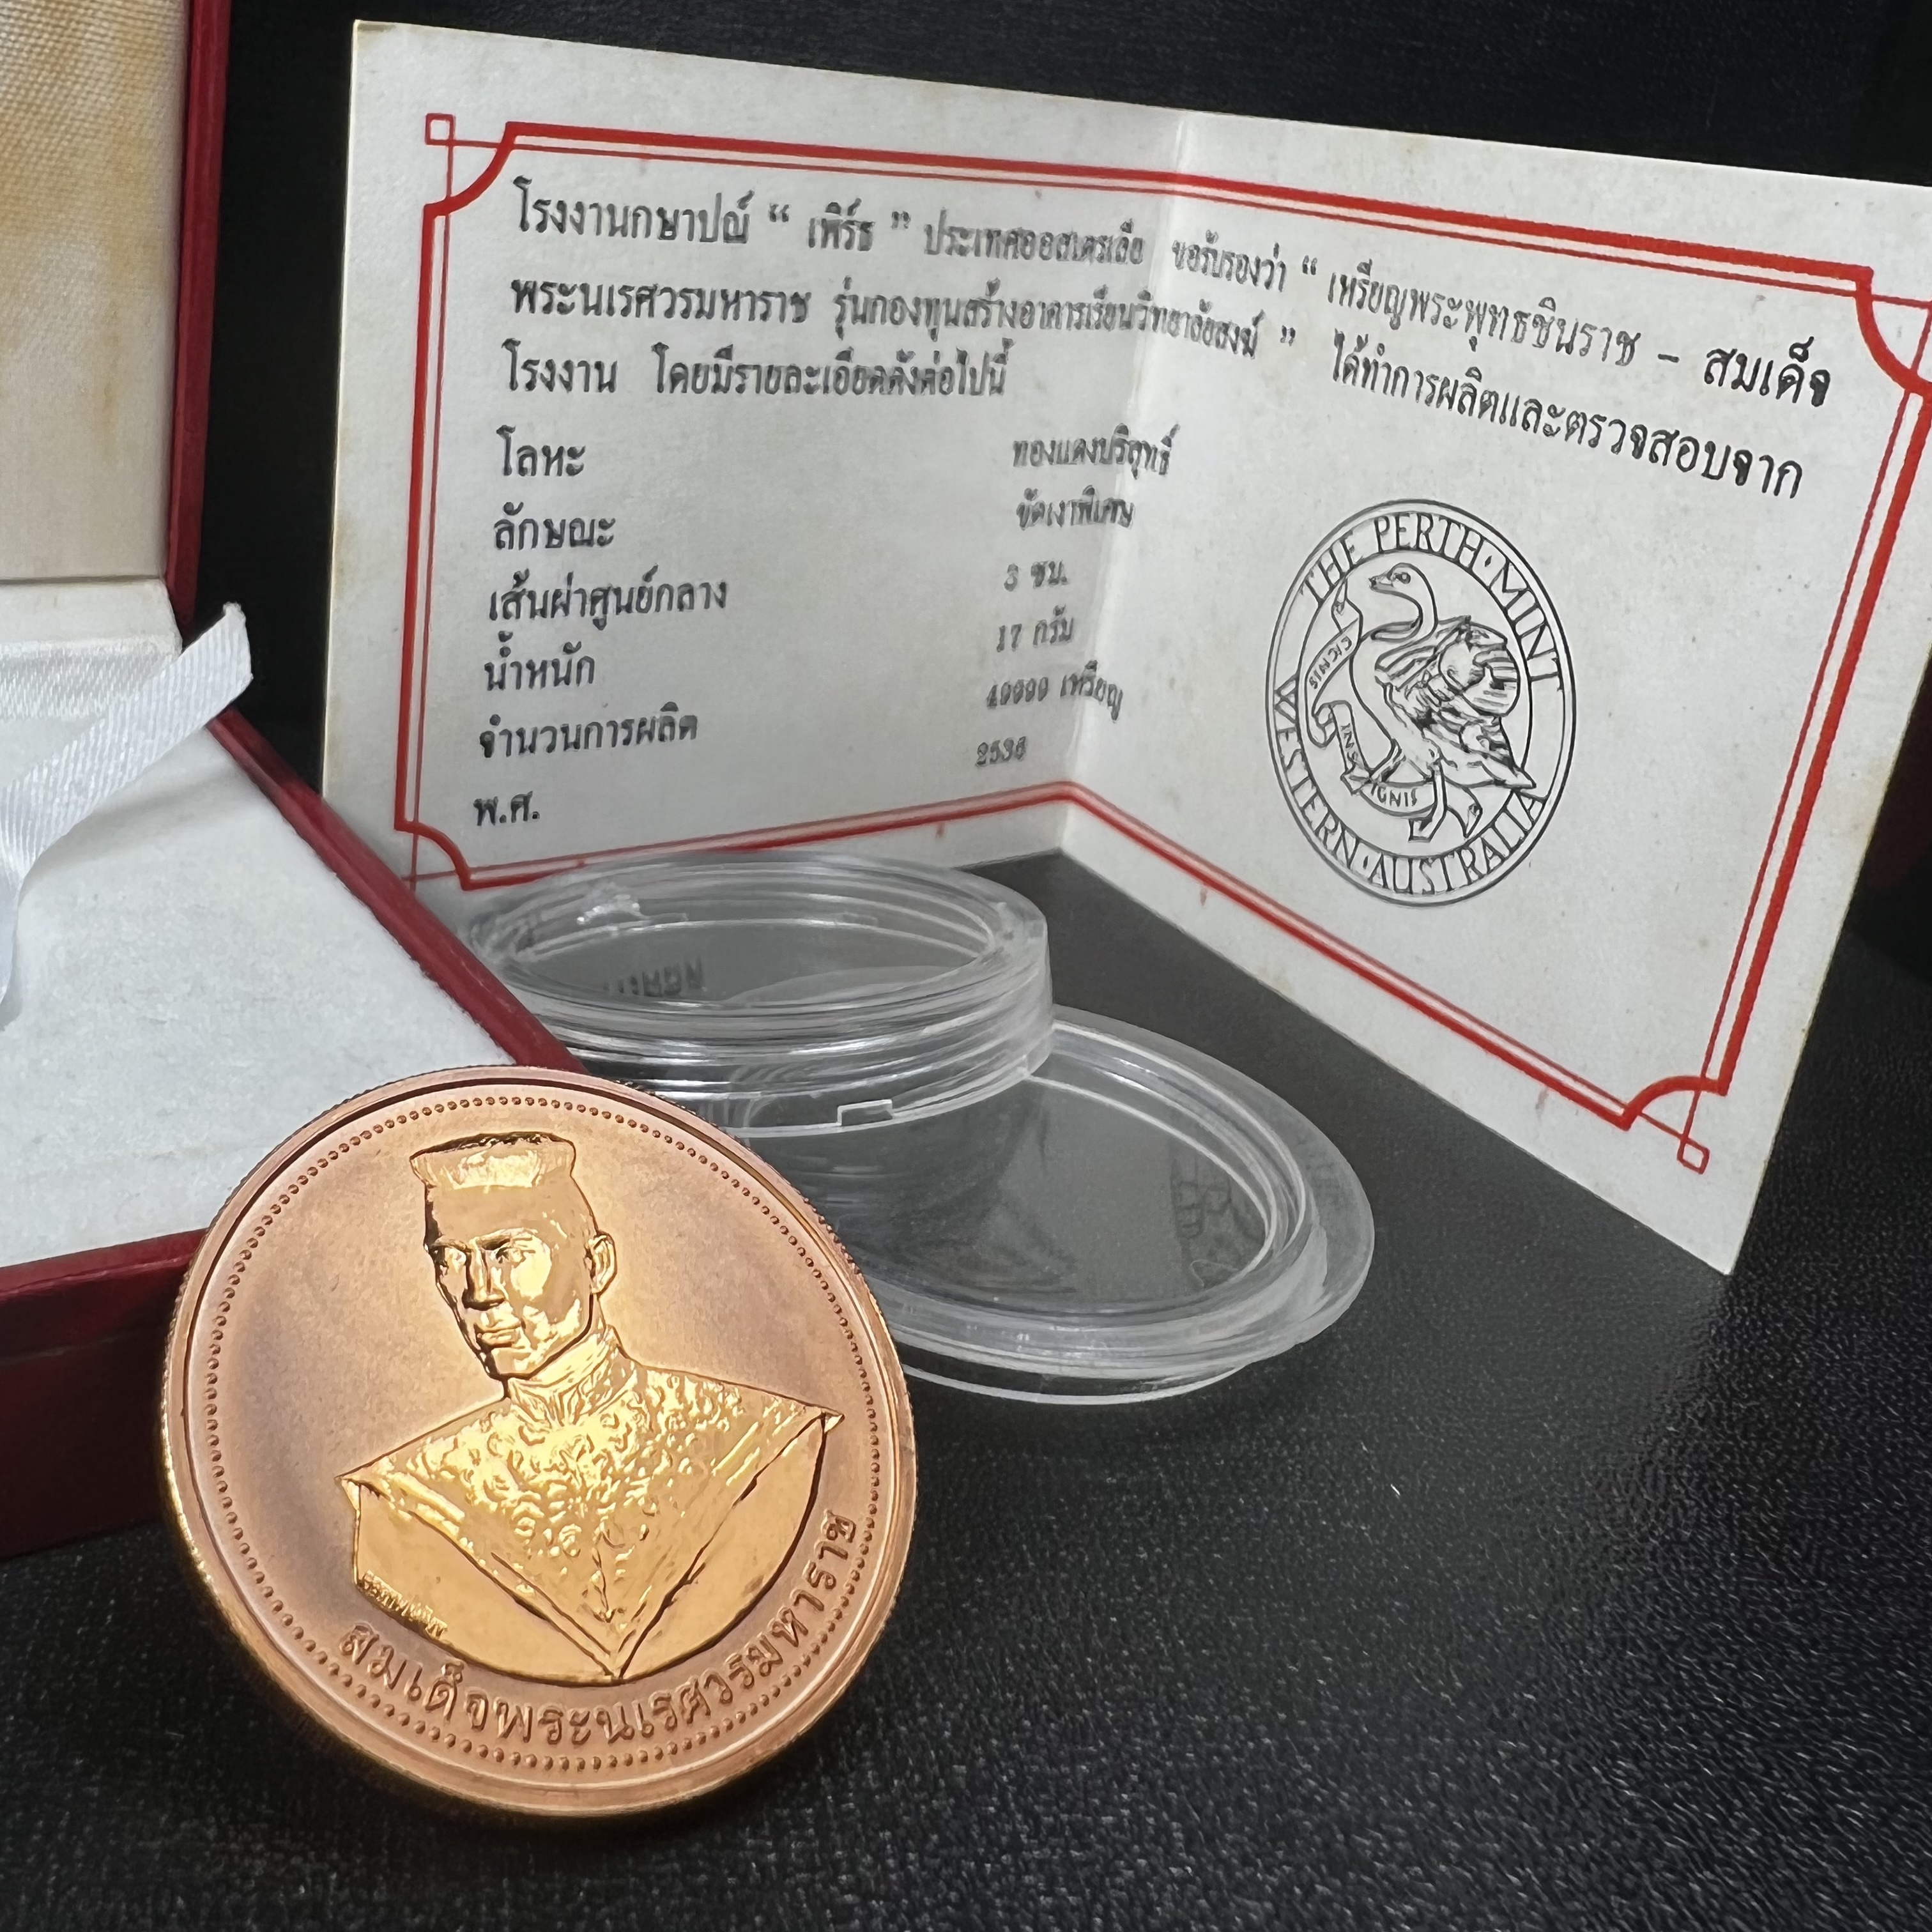 โรงงานกษาปณ์ “ เพิร์ธ ” ประเทศออสเตรเลีย ขอรับรองว่า “ เหรียญพระพุทธชินราช - สมเด็จ
พระนเรศวรมหาราช รุ่นกองทุนสร้างอาคารเรียนวิทยาลัยสงฆ์ ” ได้ทำการผลิตและตรวจสอบจาก
โรงงาน โดยมีรายละเอียดดังต่อไปนี้
โลหะ ทองแดงบริสุทธิ์
ลักษณะ ขัดเงาพิเศษ
เส้นผ่าศูนย์กลาง 3 ซม.
น้ำหนัก 17 กรัม
จำนวนการผลิต เหรียญ
พ.ศ. 2536
THE PERTH · MINT
WESTERN · AUSTRALIA
CICNIS
INSIGNIS
สมเด็จพระนเรศวรมหาราช